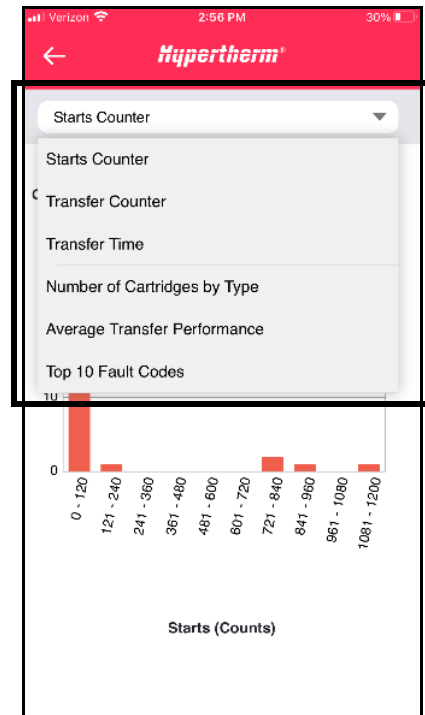 Verizon 2:56 PM 30%
Hypertherm®
Starts Counter
Starts Counter
Transfer Counter
Transfer Time
Number of Cartridges by Type
Average Transfer Performance
Top 10 Fault Codes
10
0
0 - 120
121 - 240
241 - 360
361 - 480
481 - 600
601 - 720
721 - 840
841 - 960
961 - 1080
1081 - 1200
Starts (Counts)